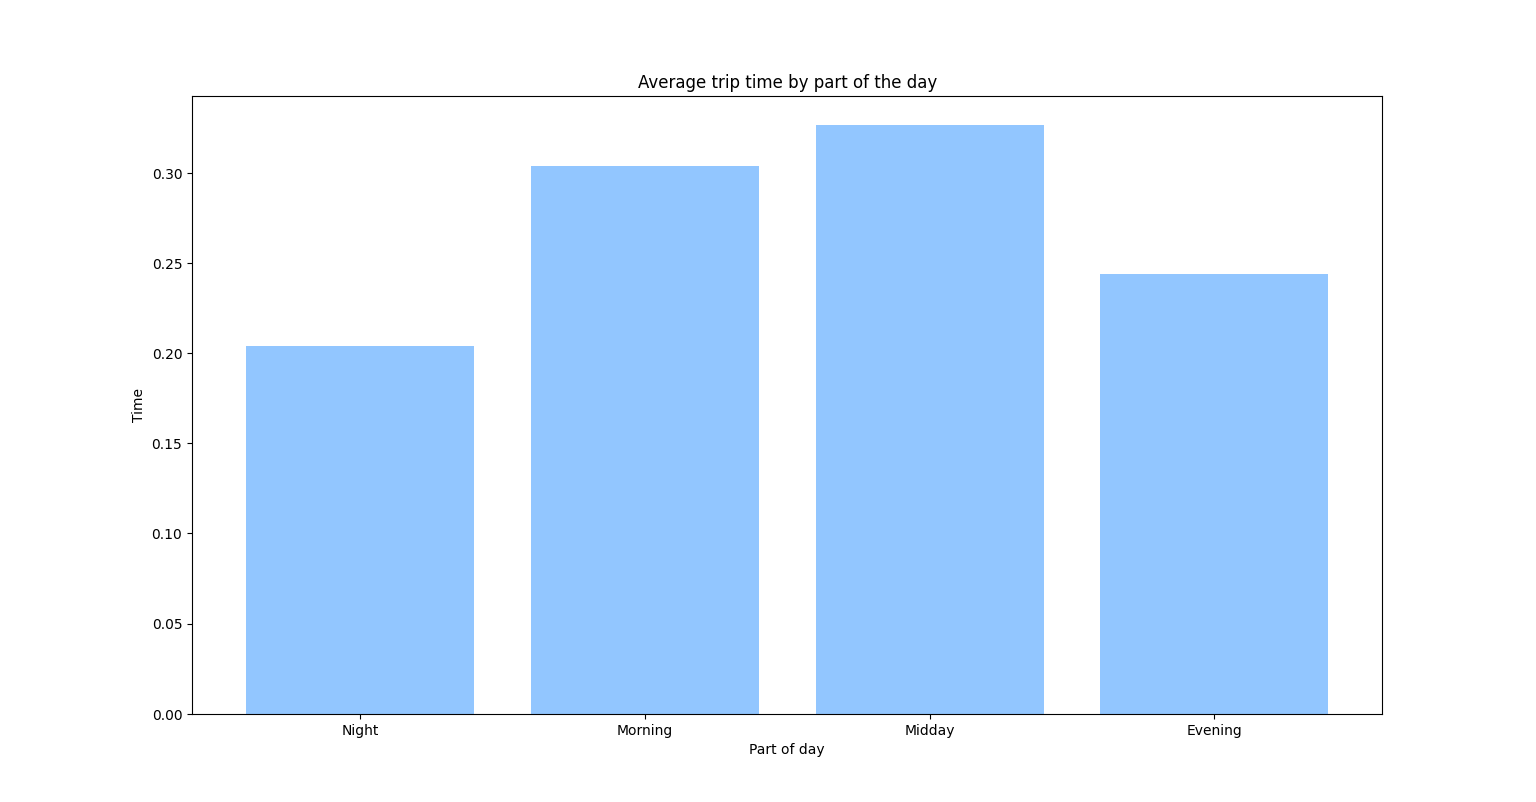 Average trip time by part of the day
0.30
0.25
0.20
0.15
0.10
0.05
0.00
Time
Night Morning Midday Evening
Part of day